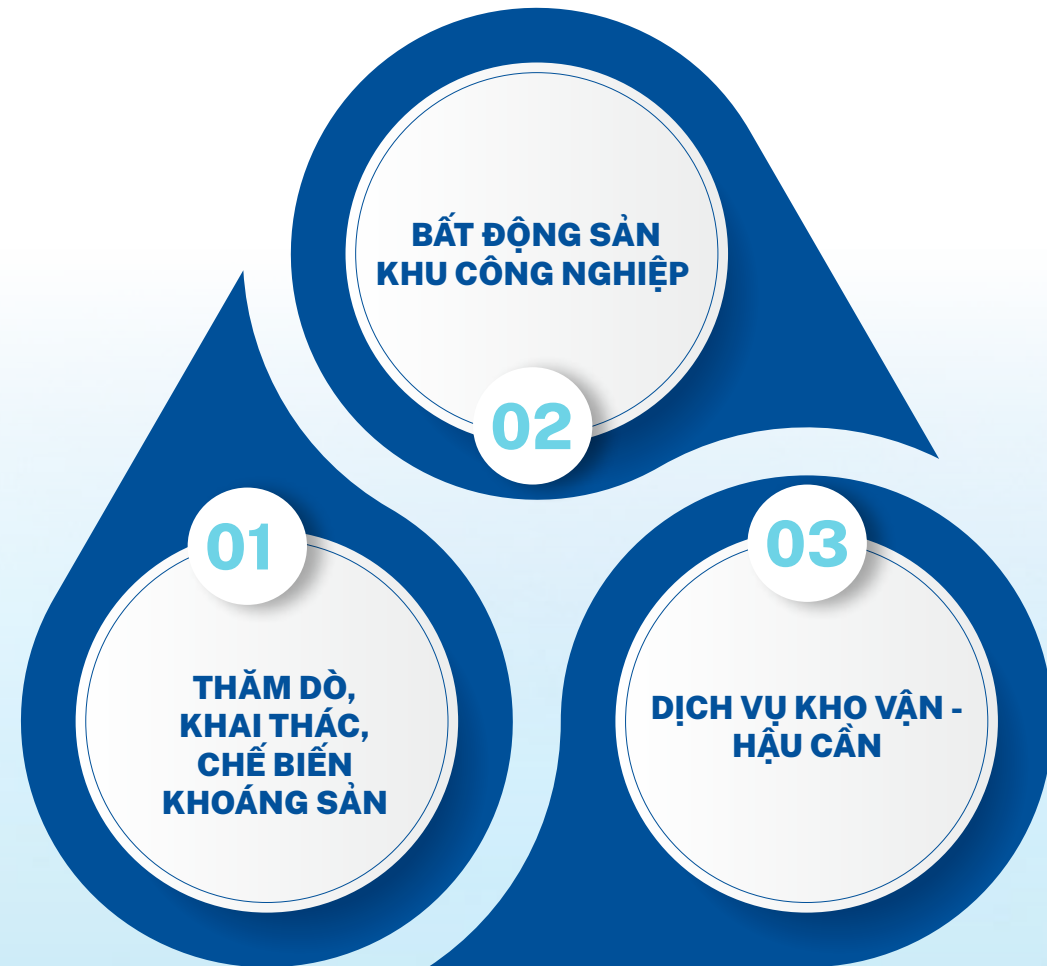 BẤT ĐỘNG SẢN
KHU CÔNG NGHIỆP
02
01
THĂM DÒ,
KHAI THÁC,
CHẾ BIẾN
KHOÁNG SẢN
03
DỊCH VỤ KHO VẬN -
HẬU CẦN